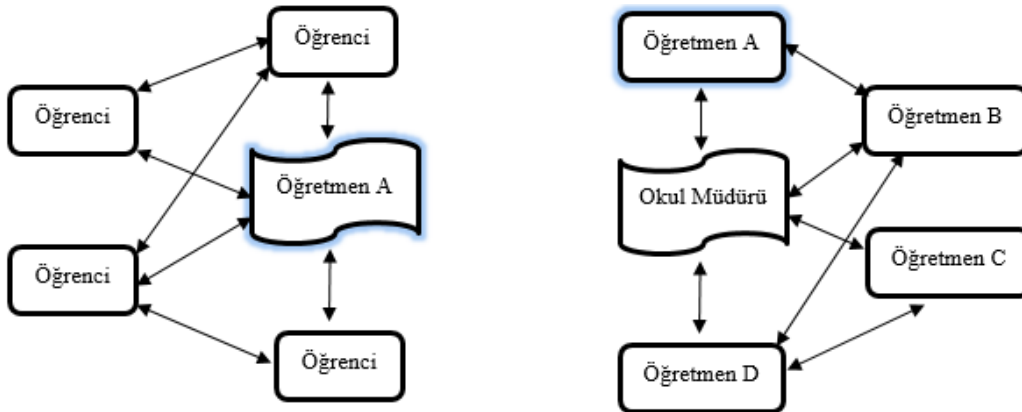 Öğrenci
Öğrenci
Öğretmen A
Öğrenci
Öğrenci
Öğretmen A
Öğretmen B
Okul Müdürü
Öğretmen C
Öğretmen D